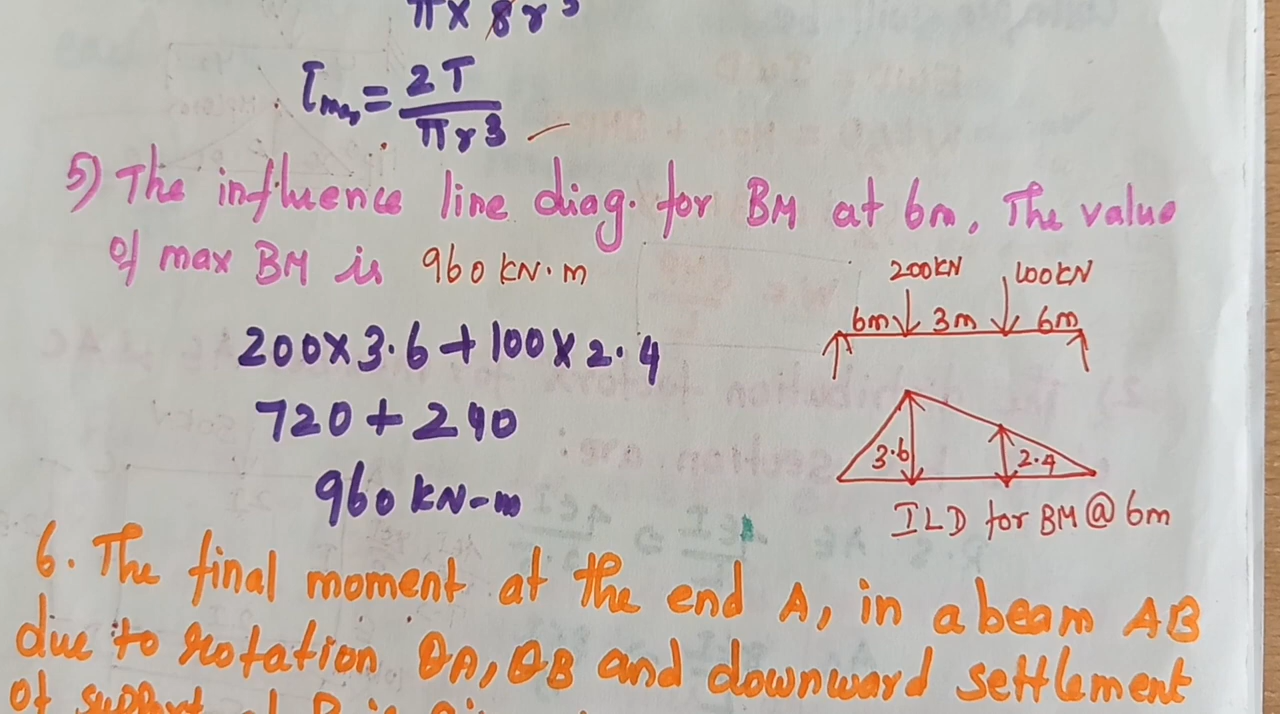 π× 8r³
τmax = 2T
πr3
5) The influence line diag. for BM at 6m. The value
of max BM is 960 KN.m
200KN 100KN
6m 3m 6m
200×3.6+100×2.4
720+240
960 KN-m
3.6 2.4
ILD for BM @ 6m
6. The final moment at the end A, in a beam AB
due to rotation θA, θB and downward settlement
of support